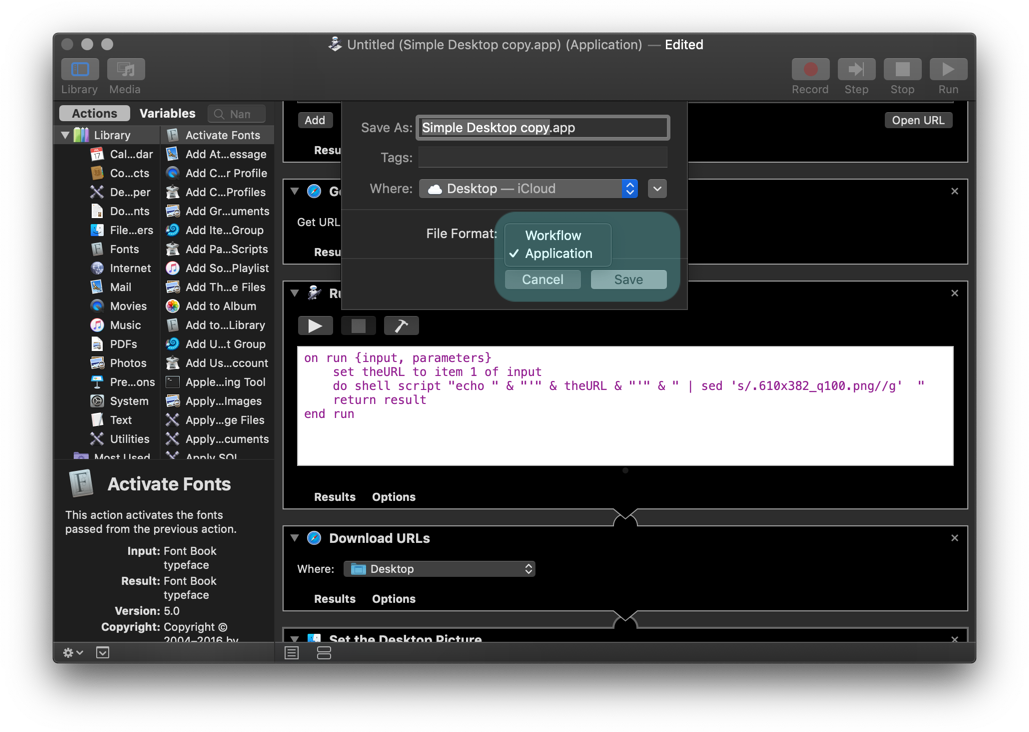 Untitled (Simple Desktop copy.app) (Application) — Edited
Library Media
Record Step Stop Run
Actions Variables Nam
Library
Cal...dar
Co...cts
De...per
Do...nts
File...ers
Fonts
Internet
Mail
Movies
Music
PDFs
Photos
Pre...ons
System
Text
Utilities
Most Used
Activate Fonts
Add At...essage
Add C...r Profile
Add C...Profiles
Add Gr...uments
Add Ite...Group
Add Pa...Scripts
Add So...Playlist
Add Th...e Files
Add to Album
Add to...Library
Add U...t Group
Add Us...ccount
Apple...ing Tool
Apply...Images
Apply...ge Files
Apply...cuments
Apply SQL
Activate Fonts
This action activates the fonts
passed from the previous action.
Input: Font Book
typeface
Result: Font Book
typeface
Version: 5.0
Copyright: Copyright ©
2004–2016 by
Add
Open URL
Resu
Save As: Simple Desktop copy.app
Tags:
Where: Desktop — iCloud
File Format:
Workflow
✓ Application
Cancel Save
Ge
Get URL
Resu
Ru
on run {input, parameters}
set theURL to item 1 of input
do shell script "echo " & "'" & theURL & "'" & " | sed 's/.610x382_q100.png//g'  "
return result
end run
Results Options
Download URLs
Where: Desktop
Results Options
Set the Desktop Picture